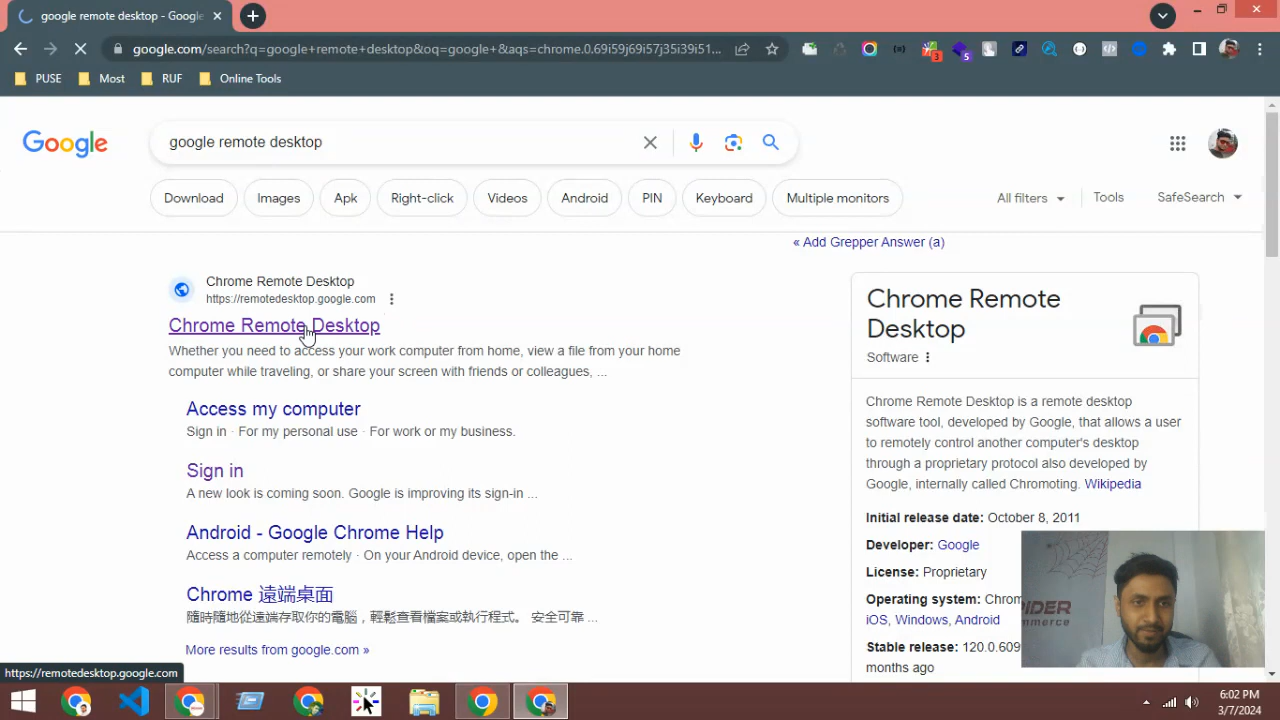 google remote desktop - Google
google.com/search?q=google+remote+desktop&oq=google+&aqs=chrome.0.69i59j69i57j35i39i51...
3
5
PUSE
Most
RUF
Online Tools
Google
google remote desktop
Download
Images
Apk
Right-click
Videos
Android
PIN
Keyboard
Multiple monitors
All filters
Tools
SafeSearch
« Add Grepper Answer (a)
Chrome Remote Desktop
https://remotedesktop.google.com
Chrome Remote Desktop
Whether you need to access your work computer from home, view a file from your home
computer while traveling, or share your screen with friends or colleagues, ...
Access my computer
Sign in · For my personal use · For work or my business.
Sign in
A new look is coming soon. Google is improving its sign-in ...
Android - Google Chrome Help
Access a computer remotely · On your Android device, open the ...
Chrome 遠端桌面
隨時隨地從遠端存取你的電腦，輕鬆查看檔案或執行程式。 安全可靠 ...
More results from google.com »
Chrome Remote
Desktop
Software
Chrome Remote Desktop is a remote desktop
software tool, developed by Google, that allows a user
to remotely control another computer's desktop
through a proprietary protocol also developed by
Google, internally called Chromoting. Wikipedia
Initial release date: October 8, 2011
Developer: Google
License: Proprietary
Operating system: Chrom
iOS, Windows, Android
Stable release: 120.0.609
months ago
PIDER
mmerce
https://remotedesktop.google.com
6:02 PM
3/7/2024